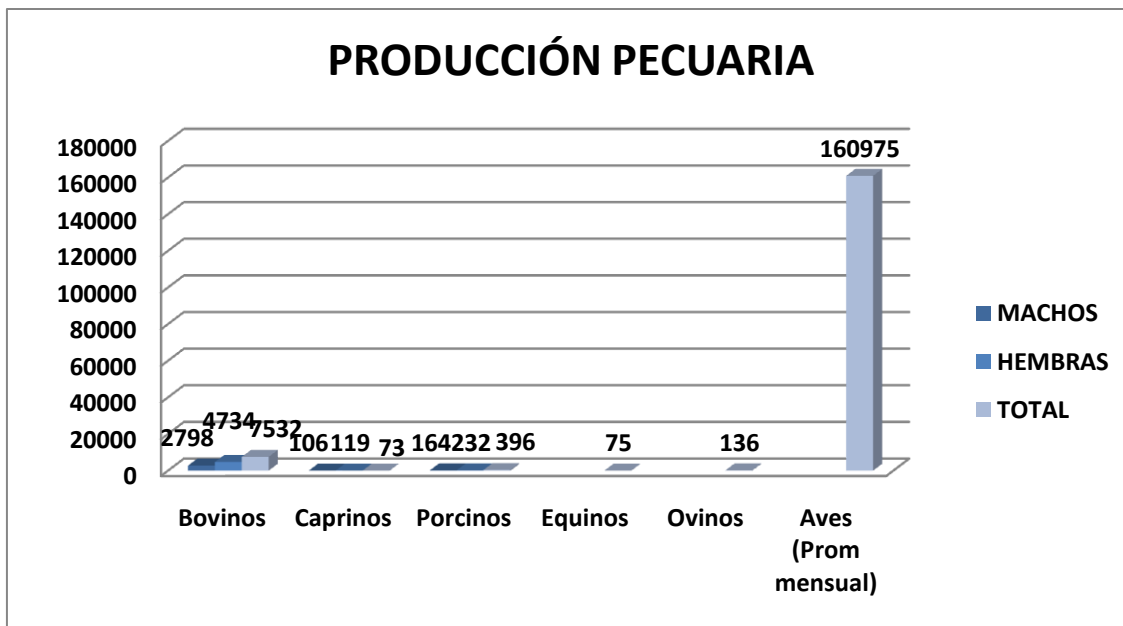 PRODUCCIÓN PECUARIA
180000
160000
140000
120000
100000
80000
60000
40000
20000
0
2798
4734
7532
106
119
73
164
232
396
75
136
160975
Bovinos
Caprinos
Porcinos
Equinos
Ovinos
Aves
(Prom
mensual)
MACHOS
HEMBRAS
TOTAL